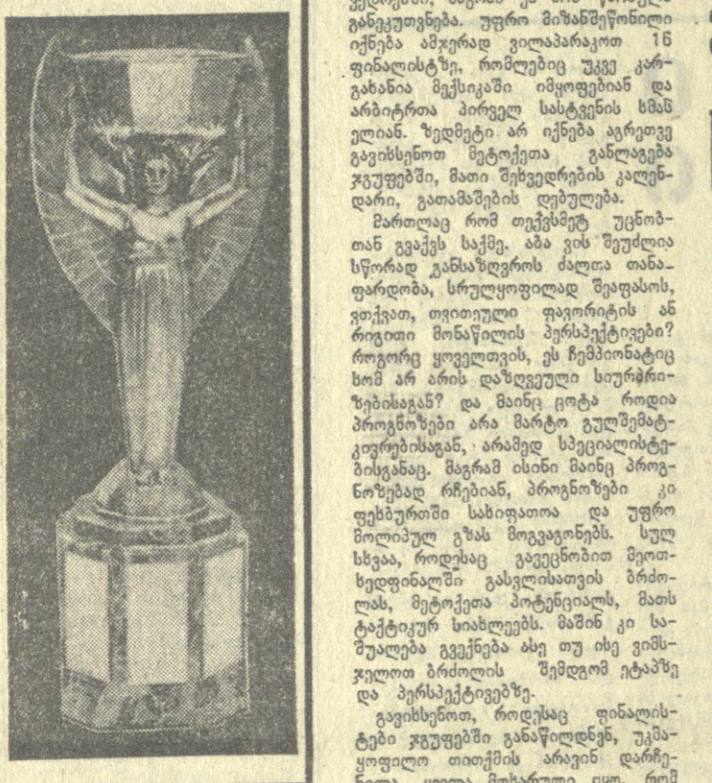 განეკუთვნება. უფრო მიზანშეწონილი
იქნება ამჯერად ვილაპარაკოთ 16
ფინალისტზე, რომლებიც უკვე კარ-
გახანია მექსიკაში იმყოფებიან და
არბიტრთა პირველ სასტვენის ხმას
ელიან. ზედმეტი არ იქნება აგრეთვე
გავიხსენოთ მეტოქეთა განლაგება
ჯგუფებში, მათი შეხვედრების კალენ-
დარი, გათამაშების დებულება.
მართლაც რომ თექვსმეტ უცნობ-
თან გვაქვს საქმე. აბა ვის შეუძლია
სწორად განსაზღვროს ძალთა თანა-
ფარდობა, სრულყოფილად შეაფასოს,
ვთქვათ, თვითეული ფავორიტის ან
რიგითი მონაწილის პერსპექტივები?
როგორც ყოველთვის, ეს ჩემპიონატიც
ხომ არ არის დაზღვეული სიურპრი-
ზებისაგან? და მაინც ცოტა როდია
პროგნოზები არა მარტო გულშემატ-
კივრებისაგან, არამედ სპეციალისტე-
ბისგანაც. მაგრამ ისინი მაინც პროგ-
ნოზებად რჩებიან, პროგნოზები კი
ფეხბურთში სახიფათოა და უფრო
მოლიპულ გზას მოგვაგონებს. სულ
სხვაა, როდესაც გავეცნობით მეოთ-
ხედფინალში გასვლისათვის ბრძო-
ლას, მეტოქეთა პოტენციალს, მათს
ტაქტიკურ სიახლეებს. მაშინ კი სა-
შუალება გვექნება ასე თუ ისე ვიმს-
ჯელოთ ბრძოლის შემდგომ ეტაპზე
და პერსპექტივებზე.
გავიხსენოთ, როდესაც ფინალის-
ტები ჯგუფებში განაწილდნენ, უკმა-
ყოფილო თითქმის არავინ დარჩე-